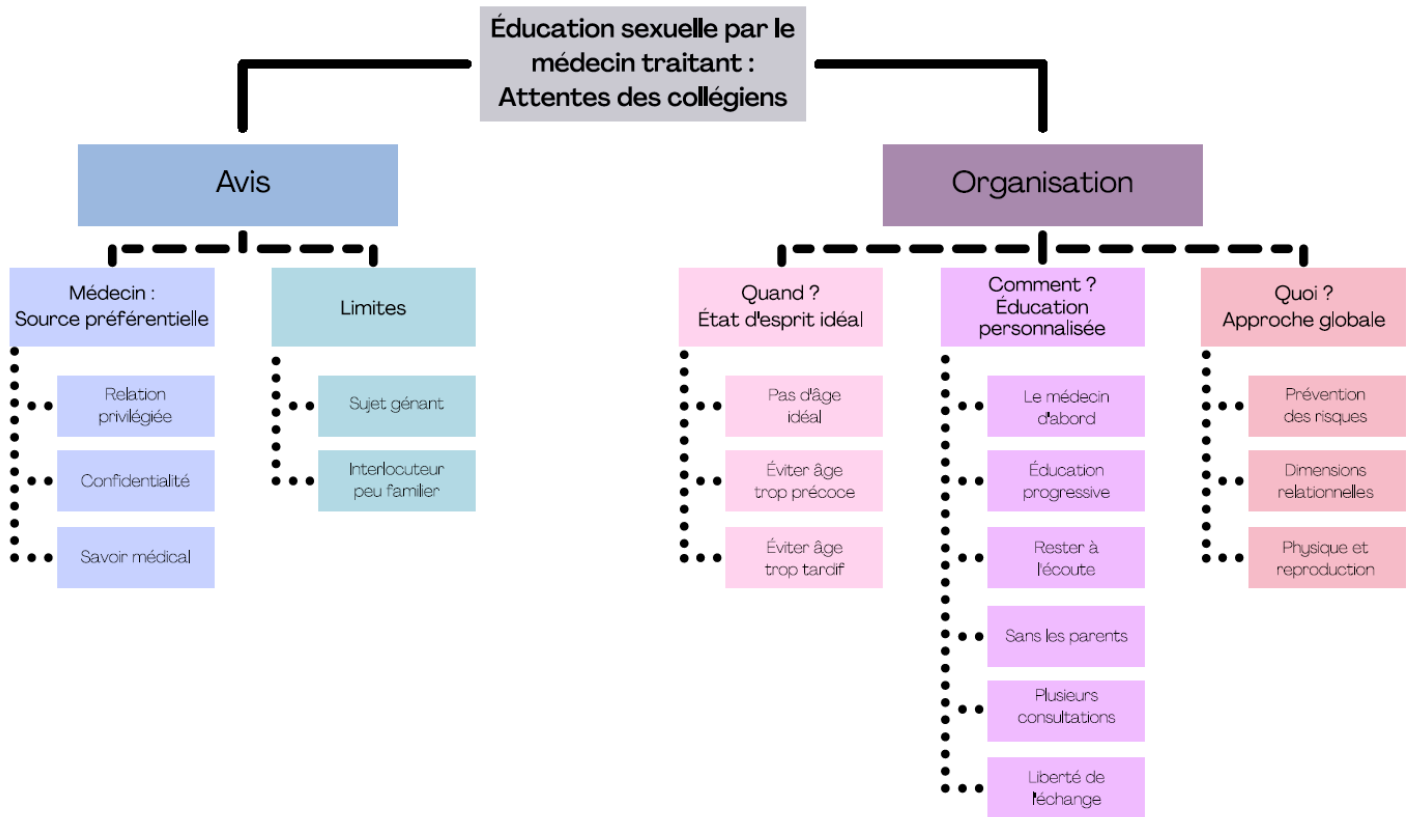 Éducation sexuelle par le
médecin traitant :
Attentes des collégiens
Avis
Organisation
Médecin :
Source préférentielle
Limites
Quand ?
État d'esprit idéal
Comment ?
Éducation
personnalisée
Quoi ?
Approche globale
Relation
privilégiée
Confidentialité
Savoir médical
Sujet génant
Interlocuteur
peu familier
Pas d'âge
idéal
Éviter âge
trop précoce
Éviter âge
trop tardif
Le médecin
d'abord
Éducation
progressive
Rester à
l'écoute
Sans les parents
Plusieurs
consultations
Liberté de
l'échange
Prévention
des risques
Dimensions
relationnelles
Physique et
reproduction